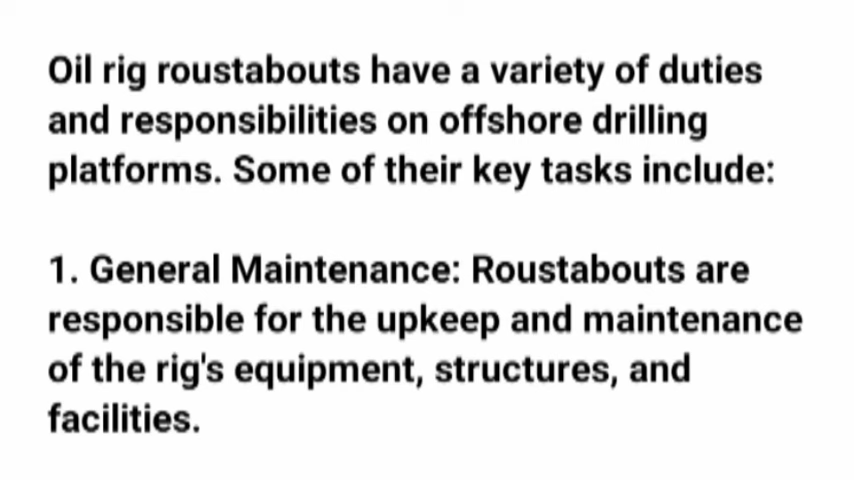 Oil rig roustabouts have a variety of duties
and responsibilities on offshore drilling
platforms. Some of their key tasks include:
1. General Maintenance: Roustabouts are
responsible for the upkeep and maintenance
of the rig's equipment, structures, and
facilities.